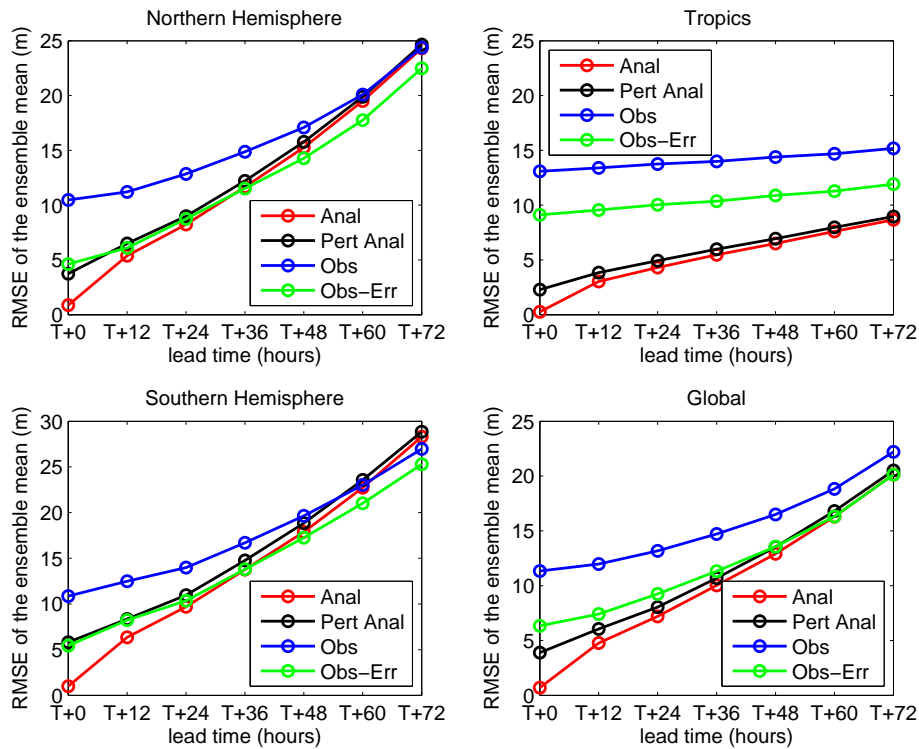 Northern Hemisphere
RMSE of the ensemble mean (m)
25
20
15
10
5
0
T+0 T+12 T+24 T+36 T+48 T+60 T+72
lead time (hours)
Anal
Pert Anal
Obs
Obs−Err
Tropics
RMSE of the ensemble mean (m)
25
20
15
10
5
0
T+0 T+12 T+24 T+36 T+48 T+60 T+72
lead time (hours)
Anal
Pert Anal
Obs
Obs−Err
Southern Hemisphere
RMSE of the ensemble mean (m)
30
25
20
15
10
5
0
T+0 T+12 T+24 T+36 T+48 T+60 T+72
lead time (hours)
Anal
Pert Anal
Obs
Obs−Err
Global
RMSE of the ensemble mean (m)
25
20
15
10
5
0
T+0 T+12 T+24 T+36 T+48 T+60 T+72
lead time (hours)
Anal
Pert Anal
Obs
Obs−Err